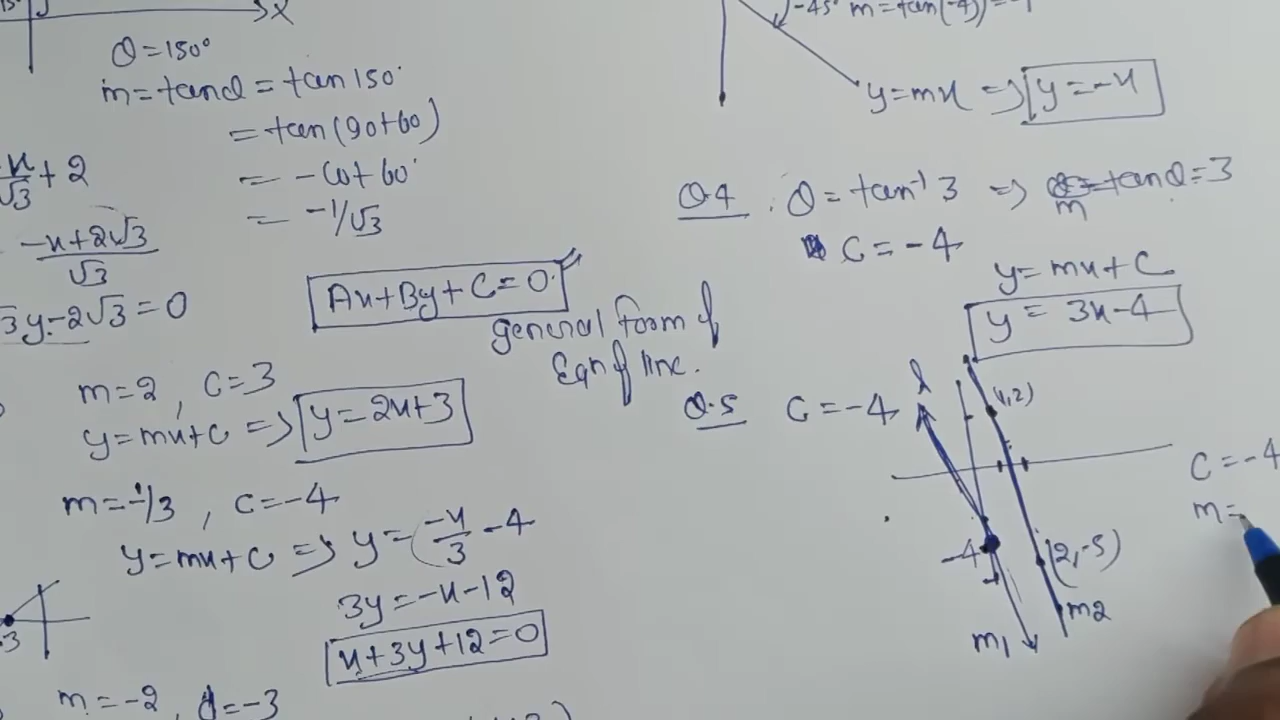 X
θ = 150°
m = tanθ = tan 150°
= tan(90+60)
= -cot 60°
= -1/√3
x/√3 + 2
-x+2√3
√3
3y-2√3 = 0
Ax+By+C=0
general form of
Eqn of line.
m=2 , C=3
y=mx+c => y=2x+3
m=-1/3 , C=-4
y=mx+c => y=(-x/3 -4
3y=-x-12
x+3y+12=0
3
m=-2 ,
=-3
-45° m=tan(-4
y=mx => y=-x
Q.4 . θ = tan⁻¹ 3 => tanθ=3
m
C=-4
y=mx+C
y = 3x-4
Q.5 C=-4
l
,2)
-4
(2,-5)
m1
m2
C=-4
m=